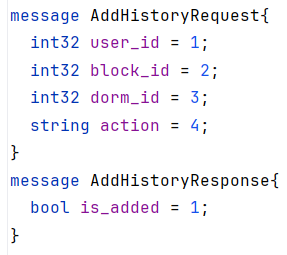 message AddHistoryRequest{
  int32 user_id = 1;
  int32 block_id = 2;
  int32 dorm_id = 3;
  string action = 4;
}
message AddHistoryResponse{
  bool is_added = 1;
}